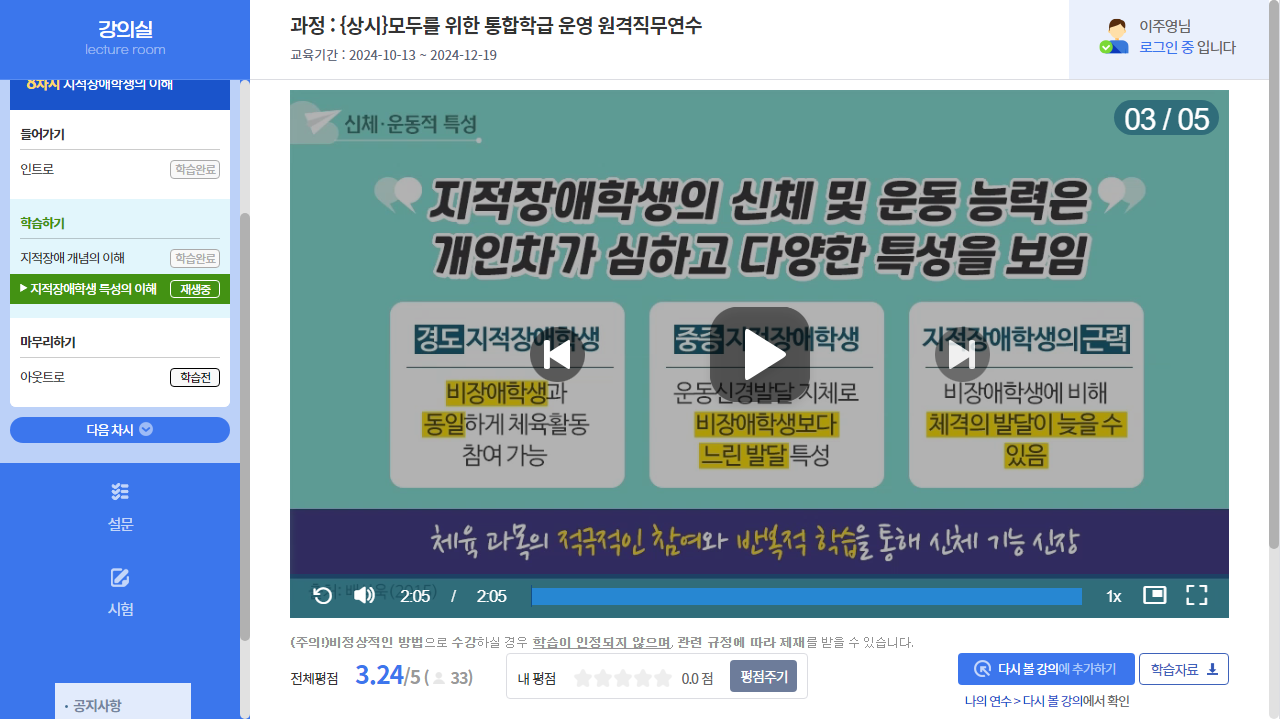 강의실
lecture room
과정 : {상시}모두를 위한 통합학급 운영 원격직무연수
교육기간 : 2024-10-13 ~ 2024-12-19
이주영님
로그인 중 입니다
8차시 지적장애학생의 이해
들어가기
인트로 학습완료
학습하기
지적장애 개념의 이해 학습완료
지적장애학생 특성의 이해 재생중
마무리하기
아웃트로 학습전
다음 차시
설문
시험
· 공지사항
신체·운동적 특성
03 / 05
지적장애학생의 신체 및 운동 능력은
개인차가 심하고 다양한 특성을 보임
경도 지적장애학생
비장애학생과
동일하게 체육활동
참여 가능
중증 지적장애학생
운동신경발달 지체로
비장애학생보다
느린 발달 특성
지적장애학생의 근력
비장애학생에 비해
체격의 발달이 늦을 수
있음
체육 과목의 적극적인 참여와 반복적 학습을 통해 신체 기능 신장
2:05 / 2:05
1x
(주의!)비정상적인 방법으로 수강하실 경우 학습이 인정되지 않으며, 관련 규정에 따라 제재를 받을 수 있습니다.
전체평점 3.24/5 ( 33)
내 평점 0.0 점 평점주기
다시 볼 강의에 추가하기
학습자료
나의 연수 > 다시 볼 강의에서 확인